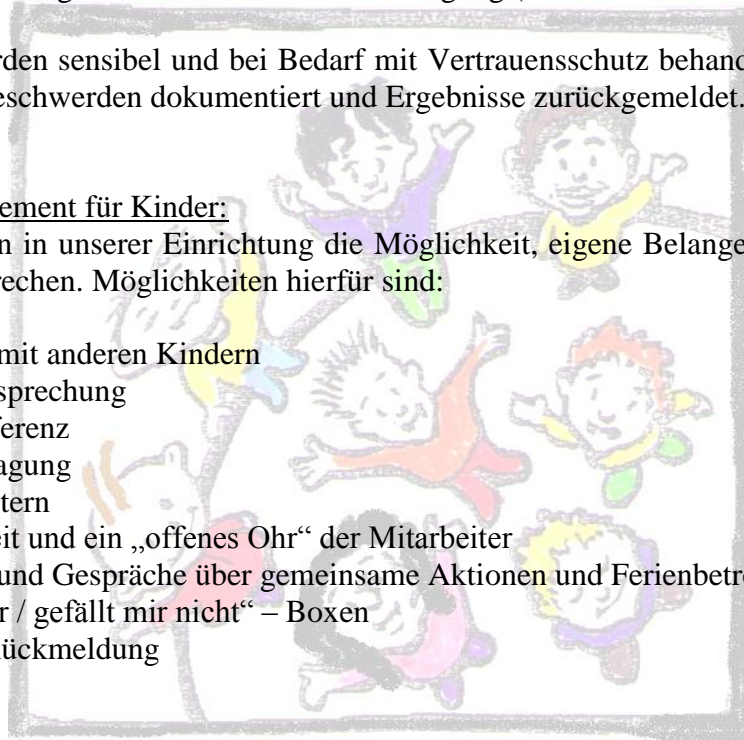 rden sensibel und bei Bedarf mit Vertrauensschutz behand
eschwerden dokumentiert und Ergebnisse zurückgemeldet.
ement für Kinder:
n in unserer Einrichtung die Möglichkeit, eigene Belange
rechen. Möglichkeiten hierfür sind:
mit anderen Kindern
sprechung
erenz
agung
tern
eit und ein „offenes Ohr“ der Mitarbeiter
und Gespräche über gemeinsame Aktionen und Ferienbetre
r / gefällt mir nicht“ – Boxen
ückmeldung